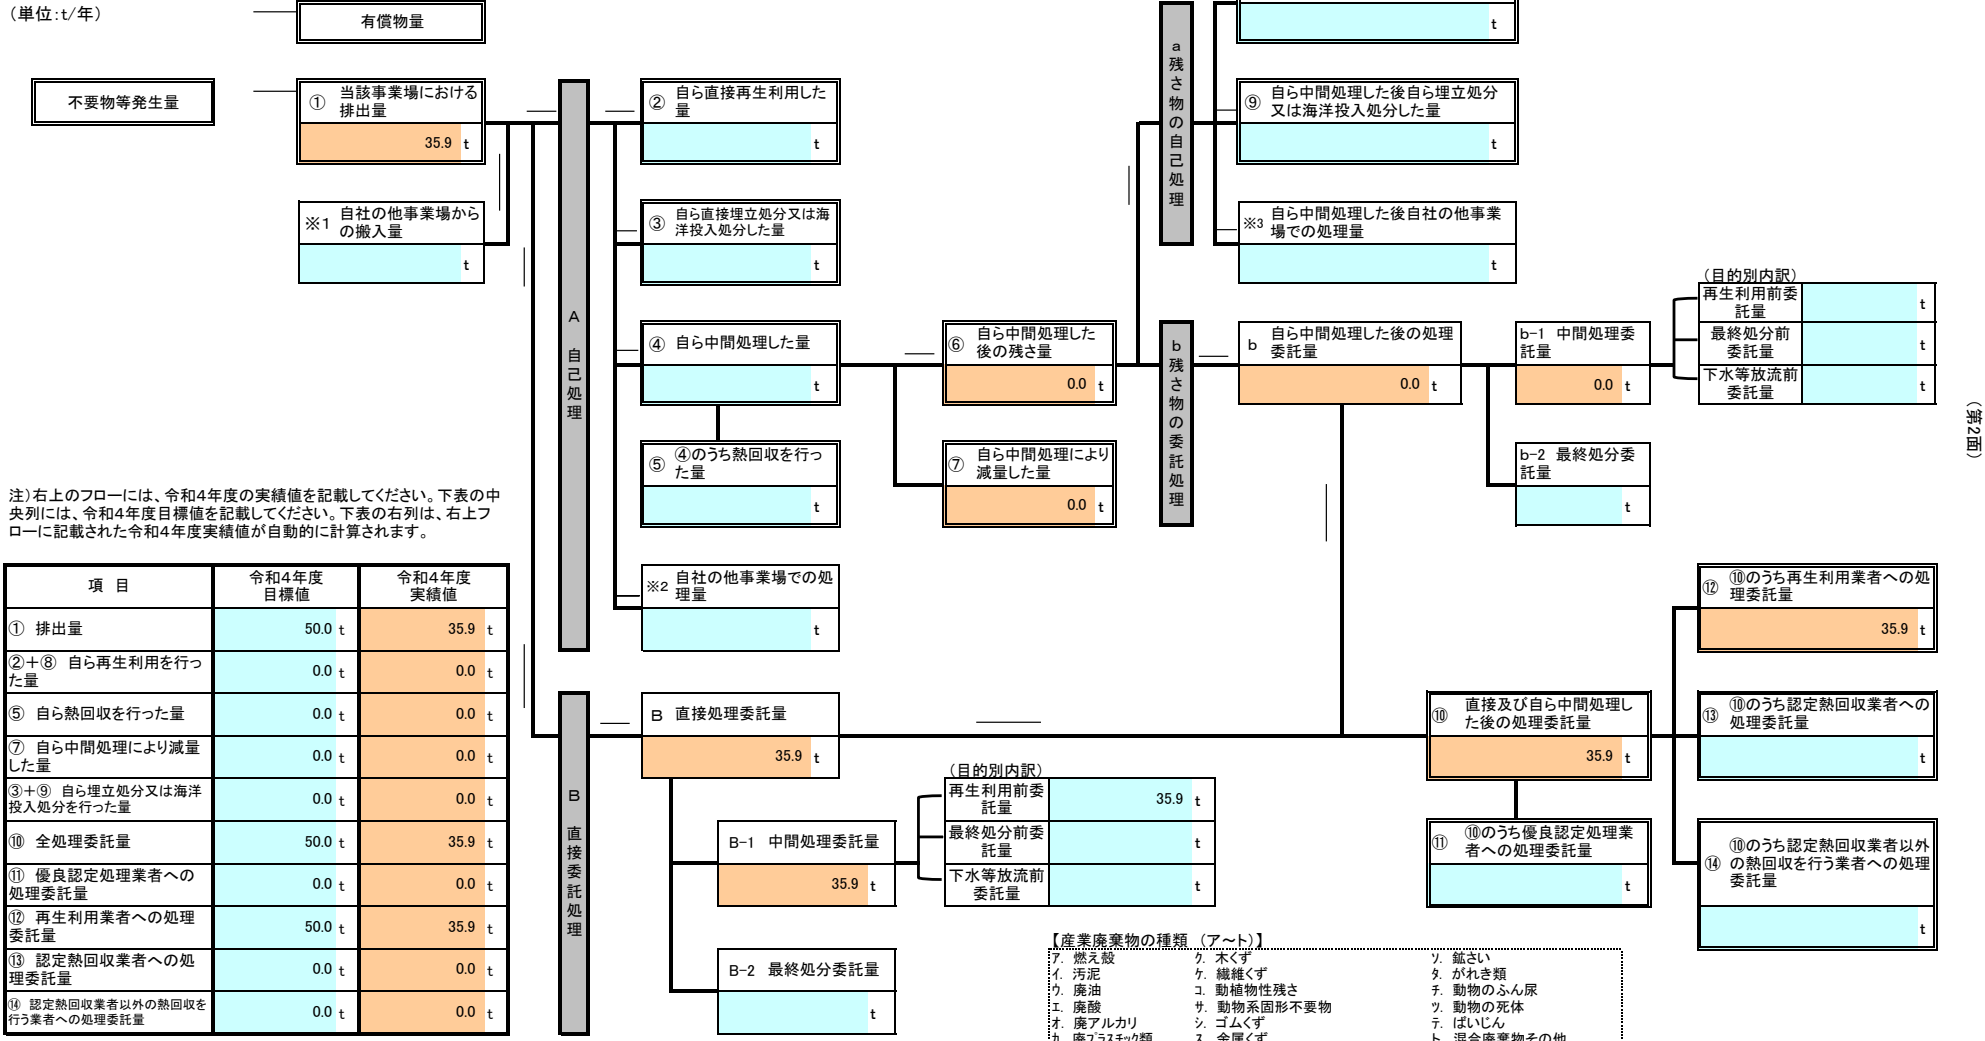 （単位:t/年）
有償物量
t
不要物等発生量
① 当該事業場における
排出量
35.9 t
※1 自社の他事業場から
の搬入量
t
A 自己処理
② 自ら直接再生利用した
量
t
③ 自ら直接埋立処分又は海
洋投入処分した量
t
④ 自ら中間処理した量
t
⑤ ④のうち熱回収を行っ
た量
t
※2 自社の他事業場での処
理量
t
⑥ 自ら中間処理した
後の残さ量
0.0 t
⑦ 自ら中間処理により
減量した量
0.0 t
a 残さ物の自己処理
⑨ 自ら中間処理した後自ら埋立処分
又は海洋投入処分した量
t
※3 自ら中間処理した後自社の他事業
場での処理量
t
b 残さ物の委託処理
b 自ら中間処理した後の処理
委託量
0.0 t
b-1 中間処理委
託量
0.0 t
b-2 最終処分委
託量
t
（目的別内訳）
再生利用前委
託量
t
最終処分前
委託量
t
下水等放流前
委託量
t
（第2面）
注）右上のフローには、令和4年度の実績値を記載してください。下表の中
央列には、令和4年度目標値を記載してください。下表の右列は、右上フ
ローに記載された令和4年度実績値が自動的に計算されます。
項 目 令和4年度 目標値 令和4年度 実績値
① 排出量 50.0 t 35.9 t
②＋⑧ 自ら再生利用を行っ
た量 0.0 t 0.0 t
⑤ 自ら熱回収を行った量 0.0 t 0.0 t
⑦ 自ら中間処理により減量
した量 0.0 t 0.0 t
③＋⑨ 自ら埋立処分又は海洋
投入処分を行った量 0.0 t 0.0 t
⑩ 全処理委託量 50.0 t 35.9 t
⑪ 優良認定処理業者への
処理委託量 0.0 t 0.0 t
⑫ 再生利用業者への処理
委託量 50.0 t 35.9 t
⑬ 認定熱回収業者への処
理委託量 0.0 t 0.0 t
⑭ 認定熱回収業者以外の熱回収を
行う業者への処理委託量 0.0 t 0.0 t
B 直接委託処理
B 直接処理委託量
35.9 t
B-1 中間処理委託量
35.9 t
B-2 最終処分委託量
t
（目的別内訳）
再生利用前委
託量
35.9 t
最終処分前委
託量
t
下水等放流前
委託量
t
⑩ 直接及び自ら中間処理し
た後の処理委託量
35.9 t
⑪ ⑩のうち優良認定処理業
者への処理委託量
t
⑫ ⑩のうち再生利用業者への処
理委託量
35.9 t
⑬ ⑩のうち認定熱回収業者への
処理委託量
t
⑭ ⑩のうち認定熱回収業者以外
の熱回収を行う業者への処理
委託量
t
【産業廃棄物の種類 （ア～ト）】
ア. 燃え殻 ク. 木くず ソ. 鉱さい
イ. 汚泥 ケ. 繊維くず タ. がれき類
ウ. 廃油 コ. 動植物性残さ チ. 動物のふん尿
エ. 廃酸 サ. 動物系固形不要物 ツ. 動物の死体
オ. 廃アルカリ シ. ゴムくず テ. ばいじん
カ. 廃プラスチック類 ス. 金属くず ト. 混合廃棄物その他